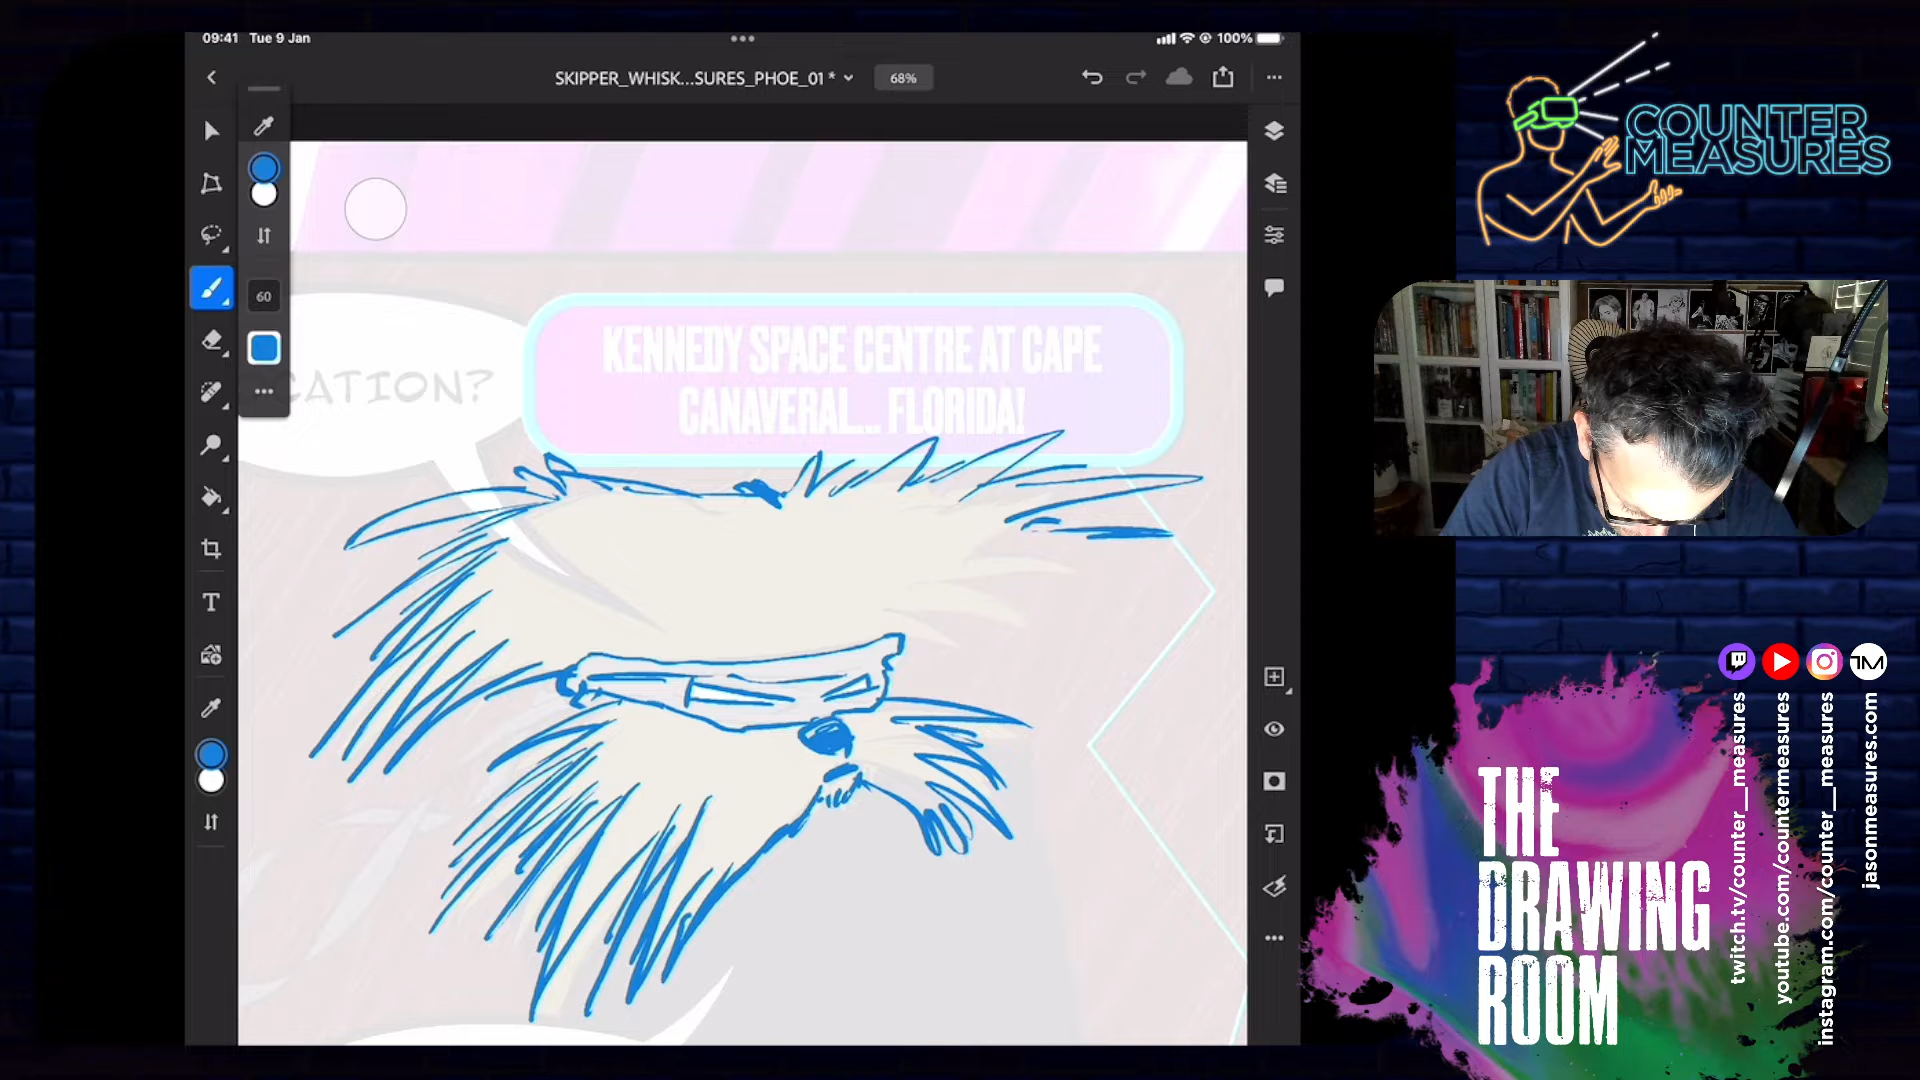 09:41 Tue 9 Jan
100%
SKIPPER_WHISK...SURES_PHOE_01 *
68%
60
CATION?
KENNEDY SPACE CENTRE AT CAPE
CANAVERAL... FLORIDA!
T
COUNTER
MEASURES
THE
DRAWING
ROOM
twitch.tv/counter__measures
youtube.com/countermeasures
instagram.com/counter__measures
jasonmeasures.com